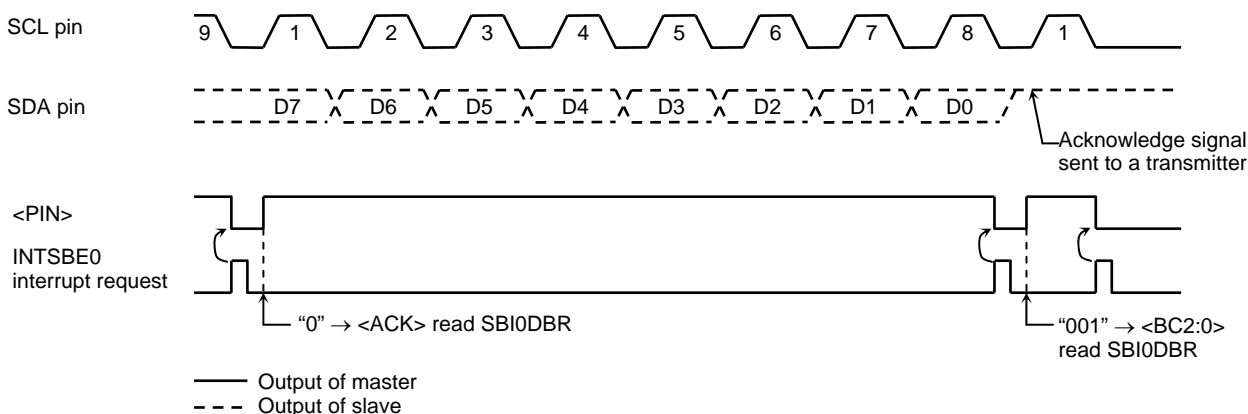 SCL pin
9 1 2 3 4 5 6 7 8 1
SDA pin
D7 D6 D5 D4 D3 D2 D1 D0
Acknowledge signal
sent to a transmitter
<PIN>
INTSBE0
interrupt request
“0” → <ACK> read SBI0DBR
“001” → <BC2:0>
read SBI0DBR
Output of master
Output of slave